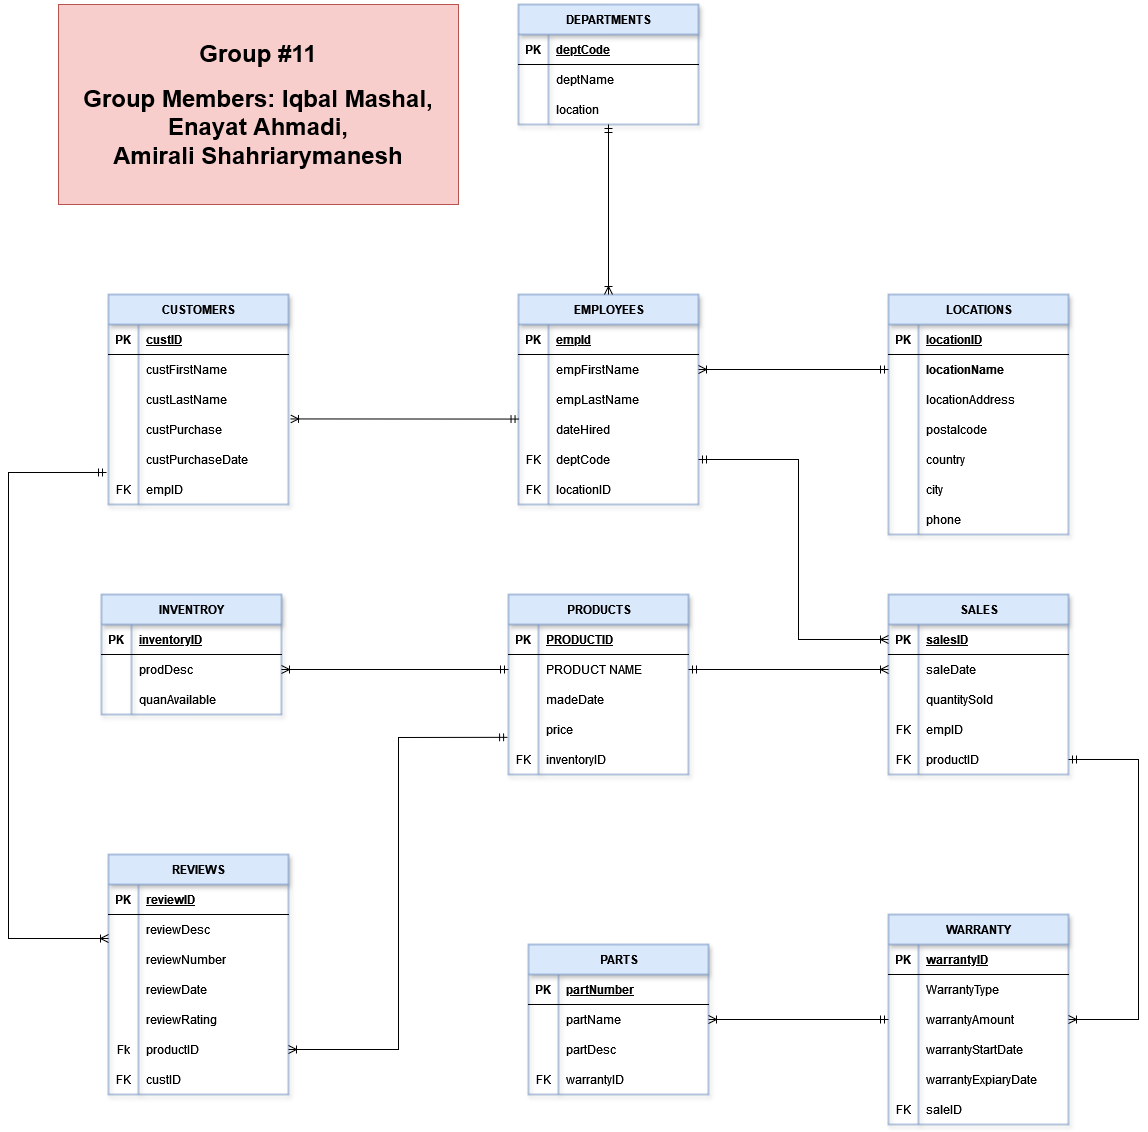 Group #11
Group Members: Iqbal Mashal,
Enayat Ahmadi,
Amirali Shahriarymanesh
DEPARTMENTS
PK deptCode
deptName
location
CUSTOMERS
PK custID
custFirstName
custLastName
custPurchase
custPurchaseDate
FK empID
EMPLOYEES
PK empId
empFirstName
empLastName
dateHired
FK deptCode
FK locationID
LOCATIONS
PK locationID
locationName
locationAddress
postalcode
country
city
phone
INVENTROY
PK inventoryID
prodDesc
quanAvailable
PRODUCTS
PK PRODUCTID
PRODUCT NAME
madeDate
price
FK inventoryID
SALES
PK salesID
saleDate
quantitySold
FK empID
FK productID
REVIEWS
PK reviewID
reviewDesc
reviewNumber
reviewDate
reviewRating
Fk productID
FK custID
PARTS
PK partNumber
partName
partDesc
FK warrantyID
WARRANTY
PK warrantyID
WarrantyType
warrantyAmount
warrantyStartDate
warrantyExpiaryDate
FK saleID